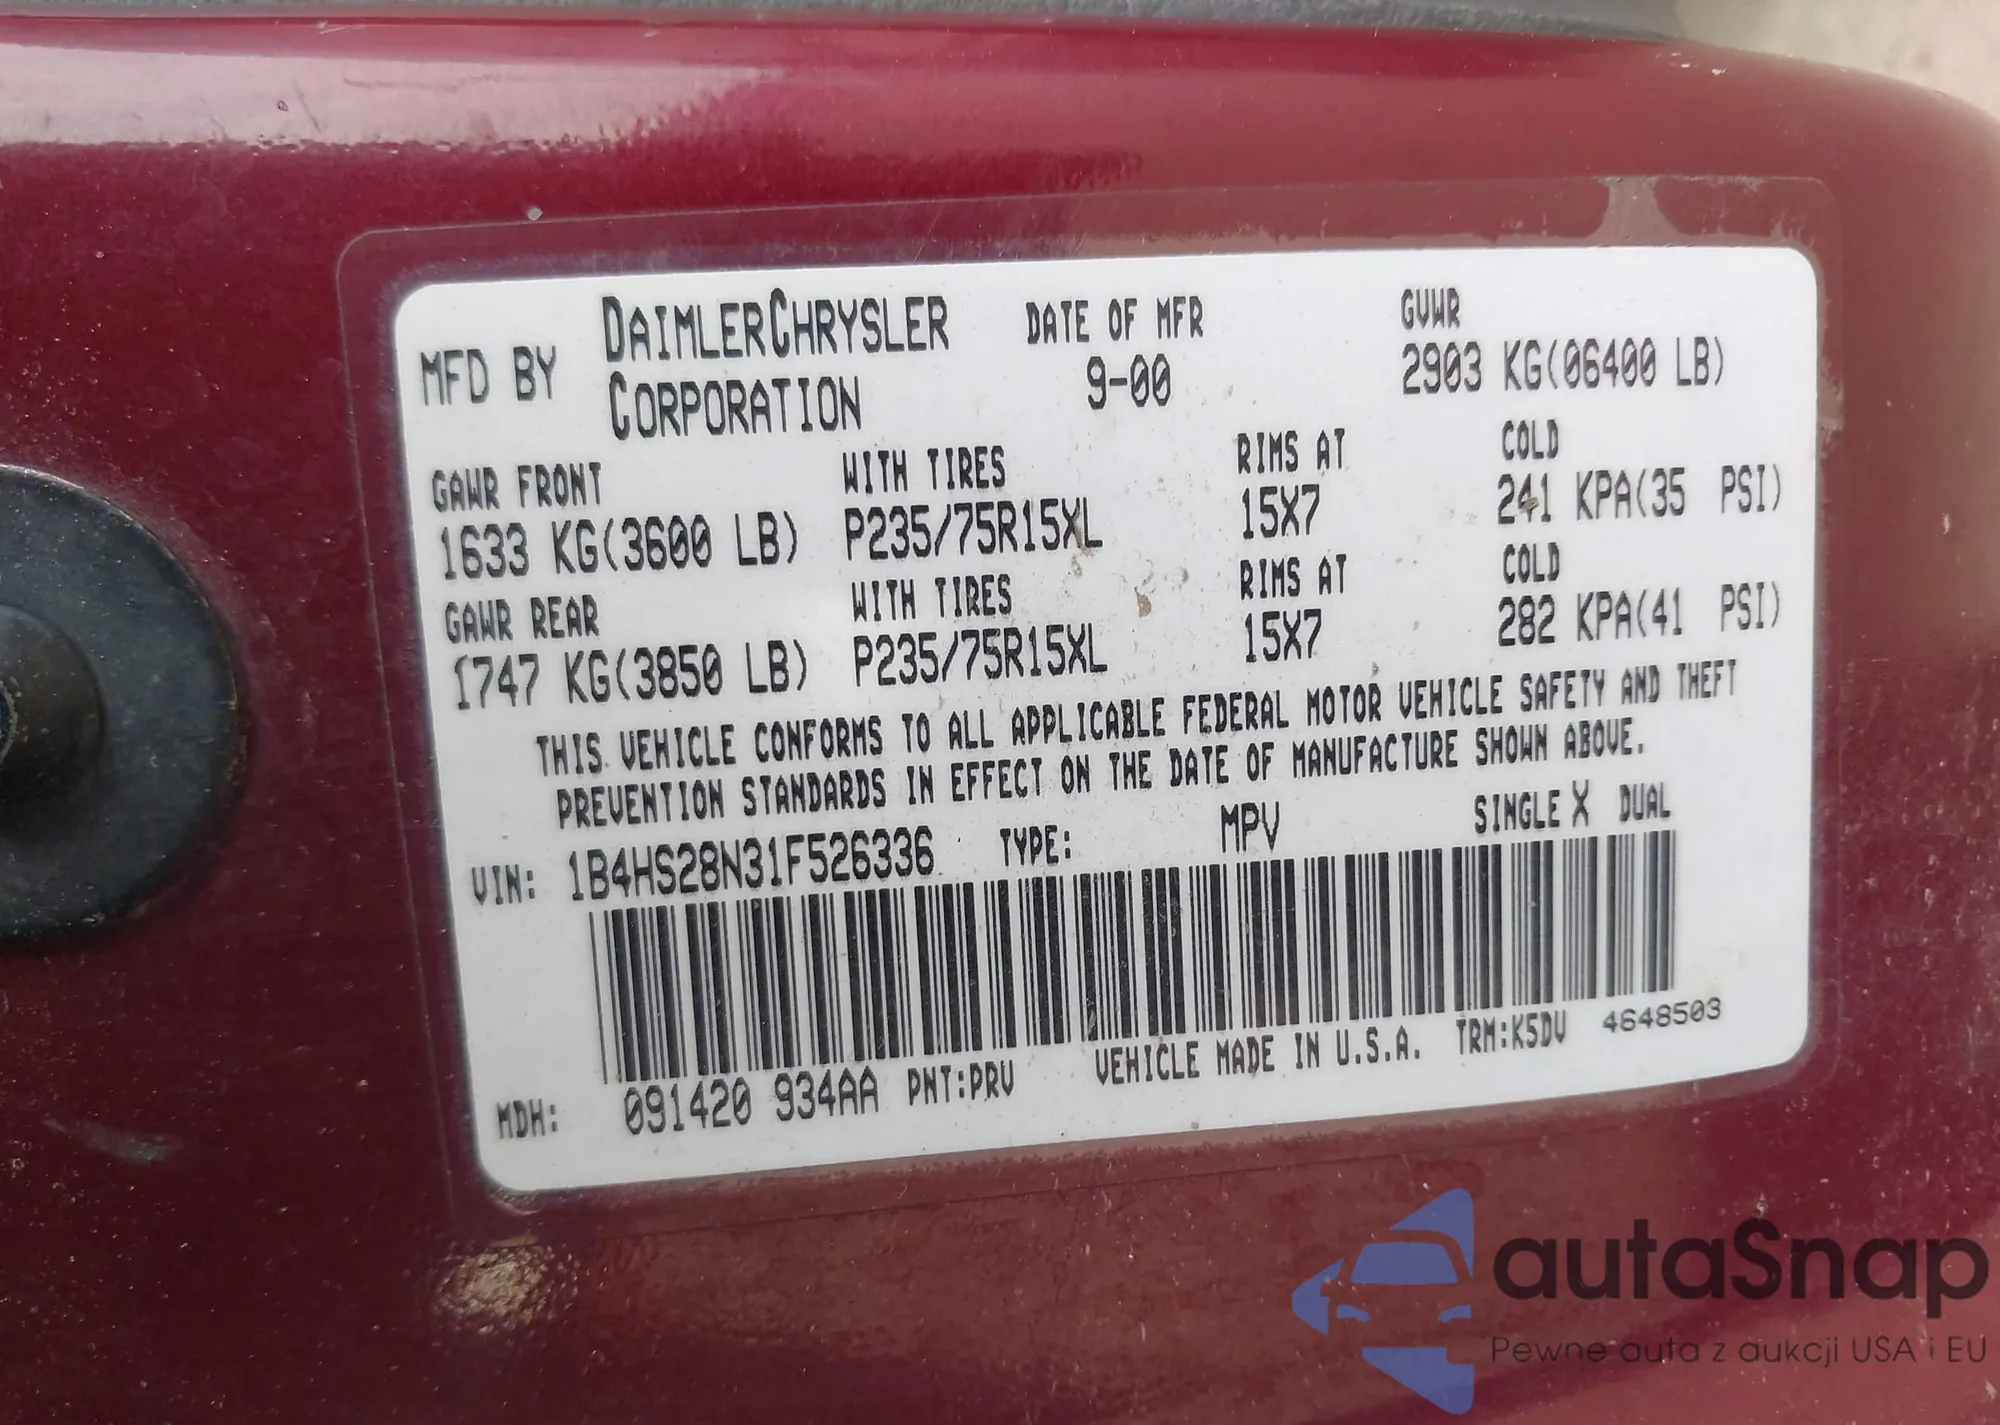 MFD BY DAIMLERCHRYSLER CORPORATION DATE OF MFR 9-00 GVWR 2903 KG(06400 LB)
GAWR FRONT WITH TIRES RIMS AT COLD
1633 KG(3600 LB) P235/75R15XL 15X7 241 KPA(35 PSI)
GAWR REAR WITH TIRES RIMS AT COLD
1747 KG(3850 LB) P235/75R15XL 15X7 282 KPA(41 PSI)
THIS VEHICLE CONFORMS TO ALL APPLICABLE FEDERAL MOTOR VEHICLE SAFETY AND THEFT
PREVENTION STANDARDS IN EFFECT ON THE DATE OF MANUFACTURE SHOWN ABOVE.
VIN: 1B4HS28N31F526336 TYPE: MPV SINGLE X DUAL
MDH: 091420 934AA PNT:PRV VEHICLE MADE IN U.S.A. TRM:K5DV 4648503
autaSnap
Pewne auta z aukcji USA i EU